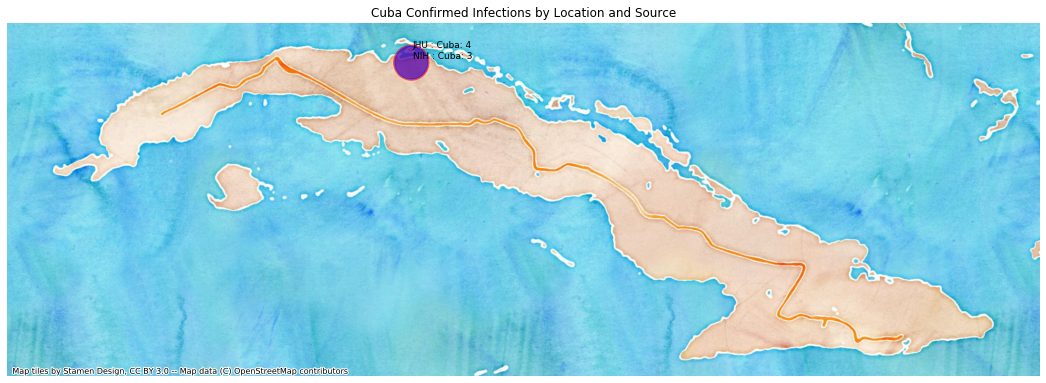 Cuba Confirmed Infections by Location and Source
JHU : Cuba: 4
NIH : Cuba: 3
Map tiles by Stamen Design, CC BY 3.0 -- Map data (C) OpenStreetMap contributors